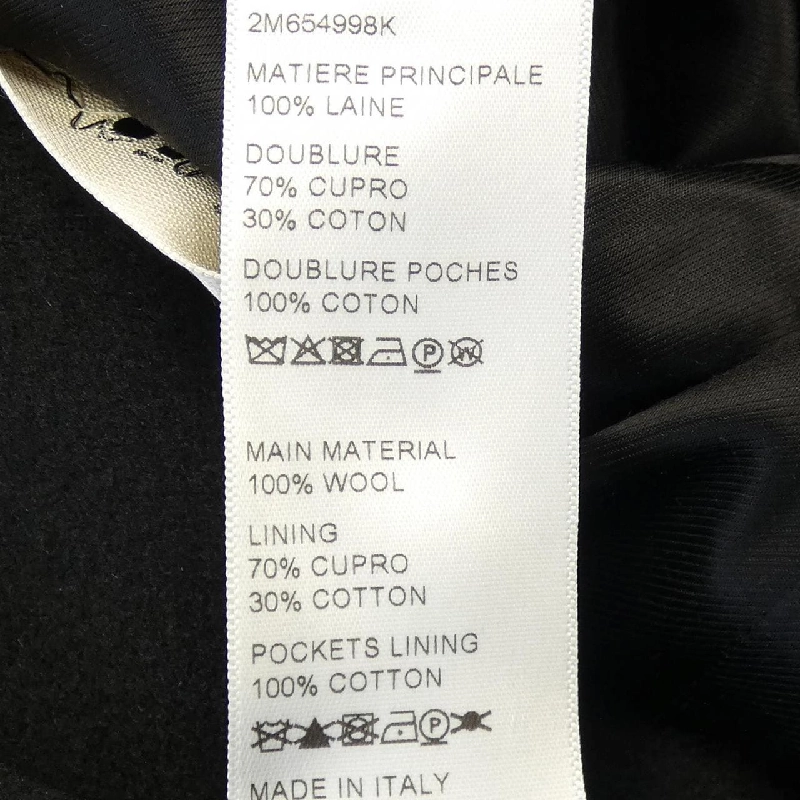 2M654998K
MATIERE PRINCIPALE
100% LAINE
DOUBLURE
70% CUPRO
30% COTON
DOUBLURE POCHES
100% COTON
P W
MAIN MATERIAL
100% WOOL
LINING
70% CUPRO
30% COTTON
POCKETS LINING
100% COTTON
P
MADE IN ITALY